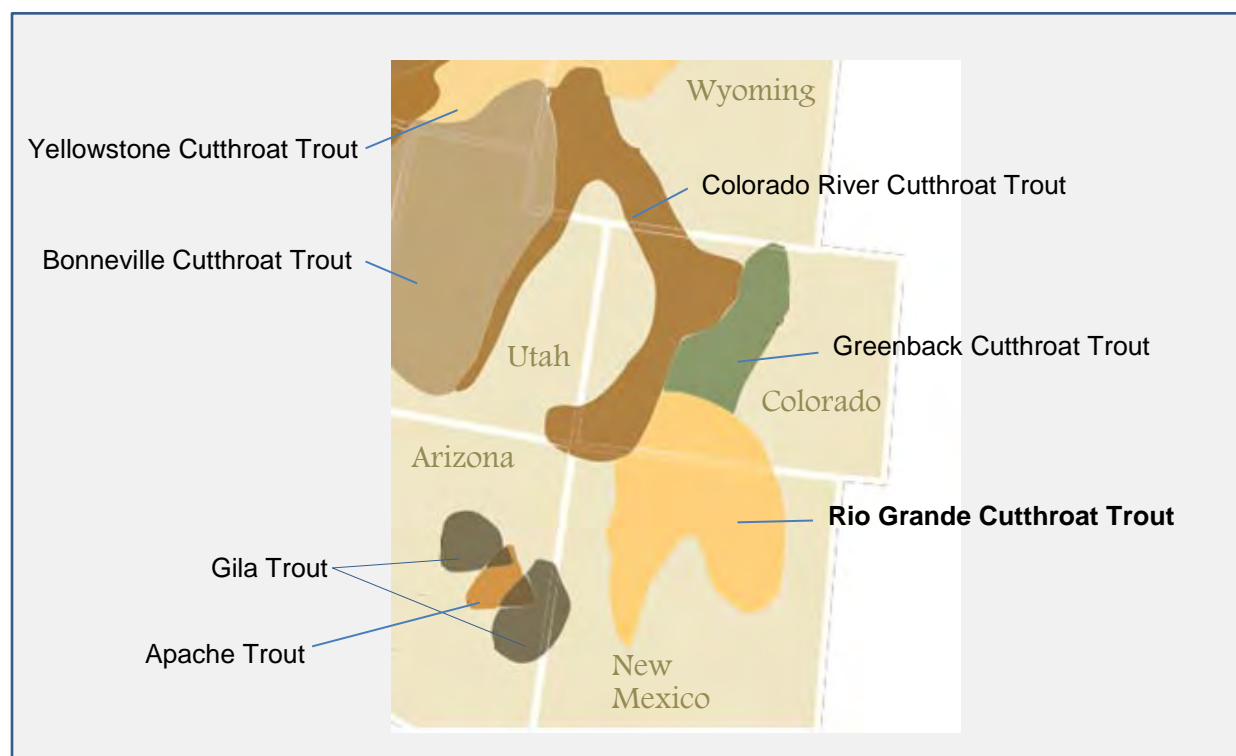 Wyoming
Yellowstone Cutthroat Trout
Colorado River Cutthroat Trout
Bonneville Cutthroat Trout
Utah
Greenback Cutthroat Trout
Colorado
Arizona
Rio Grande Cutthroat Trout
Gila Trout
Apache Trout
New
Mexico